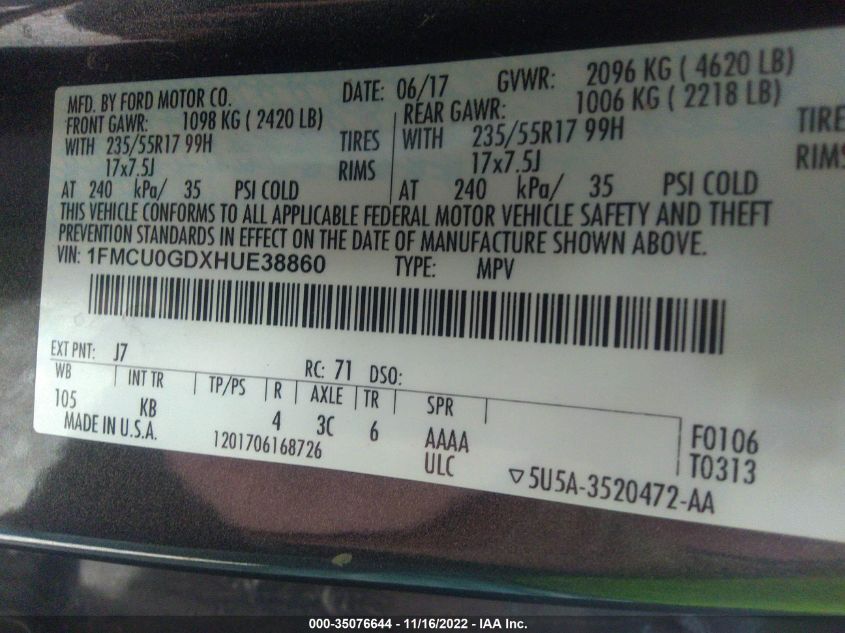 MFD. BY FORD MOTOR CO. DATE: 06/17 GVWR: 2096 KG ( 4620 LB)
FRONT GAWR: 1098 KG ( 2420 LB) REAR GAWR: 1006 KG ( 2218 LB)
WITH 235/55R17 99H TIRES WITH 235/55R17 99H TIRE
17x7.5J RIMS 17x7.5J RIMS
AT 240 kPa/ 35 PSI COLD AT 240 kPa/ 35 PSI COLD
THIS VEHICLE CONFORMS TO ALL APPLICABLE FEDERAL MOTOR VEHICLE SAFETY AND THEFT
PREVENTION STANDARDS IN EFFECT ON THE DATE OF MANUFACTURE SHOWN ABOVE.
VIN: 1FMCU0GDXHUE38860 TYPE: MPV
EXT PNT: J7 RC: 71 DSO:
WB INT TR TP/PS R AXLE TR SPR
105 KB 4 3C 6 AAAA F0106
MADE IN U.S.A. 1201706168726 ULC T0313
▽5U5A-3520472-AA
000-35076644 - 11/16/2022 - IAA Inc.